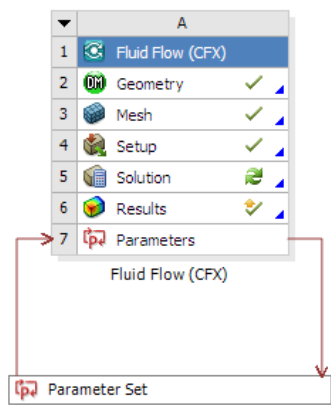 A
1 Fluid Flow (CFX)
2 DM Geometry
3 Mesh
4 Setup
5 Solution
6 Results
7 p Parameters
Fluid Flow (CFX)
p Parameter Set